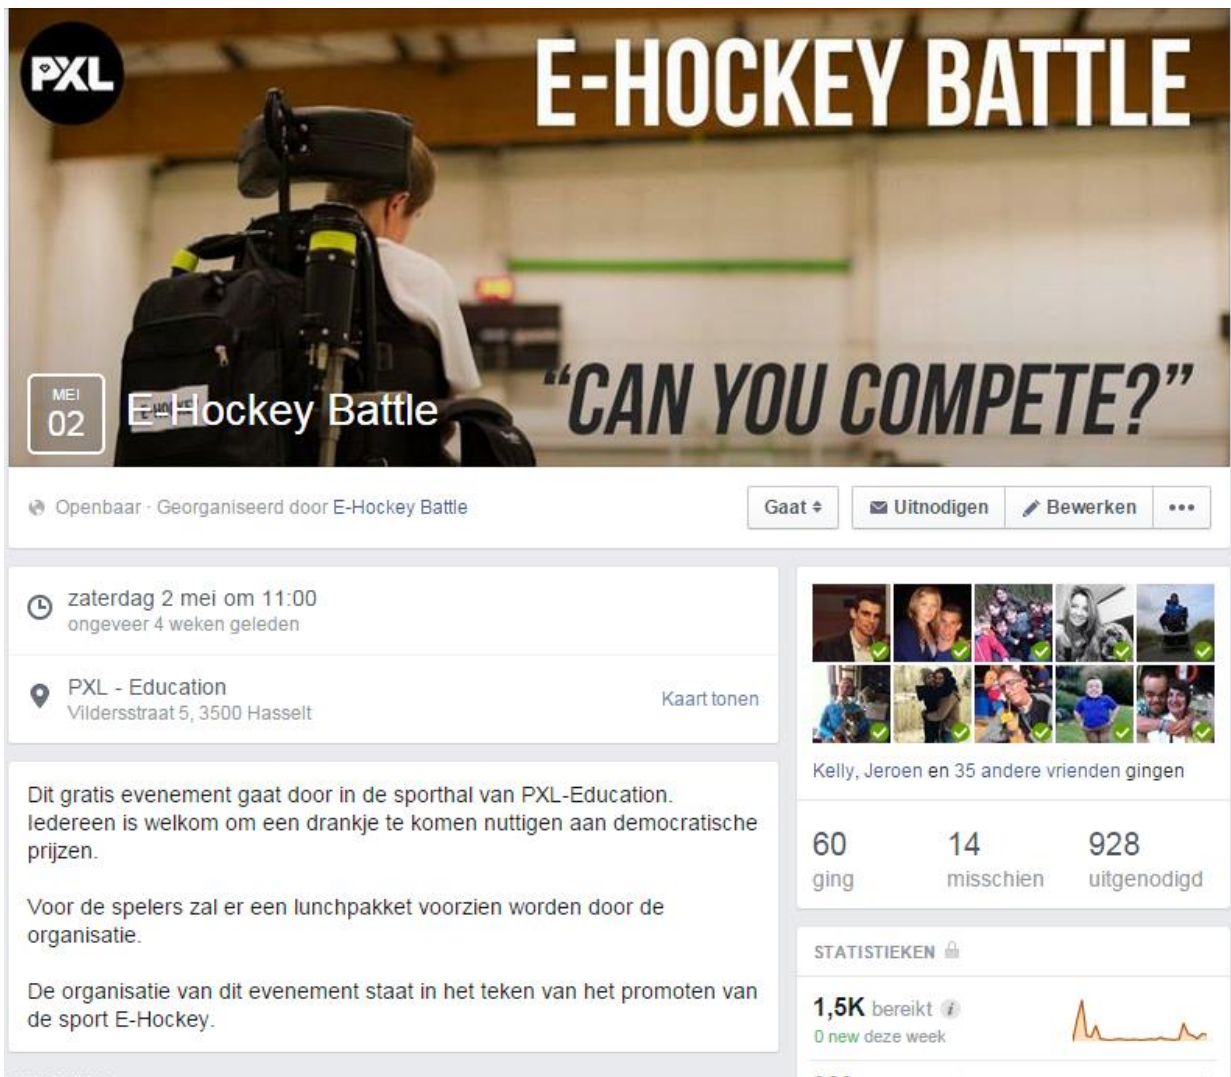 PXL
E-HOCKEY BATTLE
"CAN YOU COMPETE?"
MEI
02
E-Hockey Battle
Openbaar · Georganiseerd door E-Hockey Battle
Gaat
Uitnodigen
Bewerken
...
zaterdag 2 mei om 11:00
ongeveer 4 weken geleden
PXL - Education
Vildersstraat 5, 3500 Hasselt
Kaart tonen
Dit gratis evenement gaat door in de sporthal van PXL-Education.
Iedereen is welkom om een drankje te komen nuttigen aan democratische
prijzen.
Voor de spelers zal er een lunchpakket voorzien worden door de
organisatie.
De organisatie van dit evenement staat in het teken van het promoten van
de sport E-Hockey.
Kelly, Jeroen en 35 andere vrienden gingen
60
ging
14
misschien
928
uitgenodigd
STATISTIEKEN
1,5K bereikt
0 new deze week